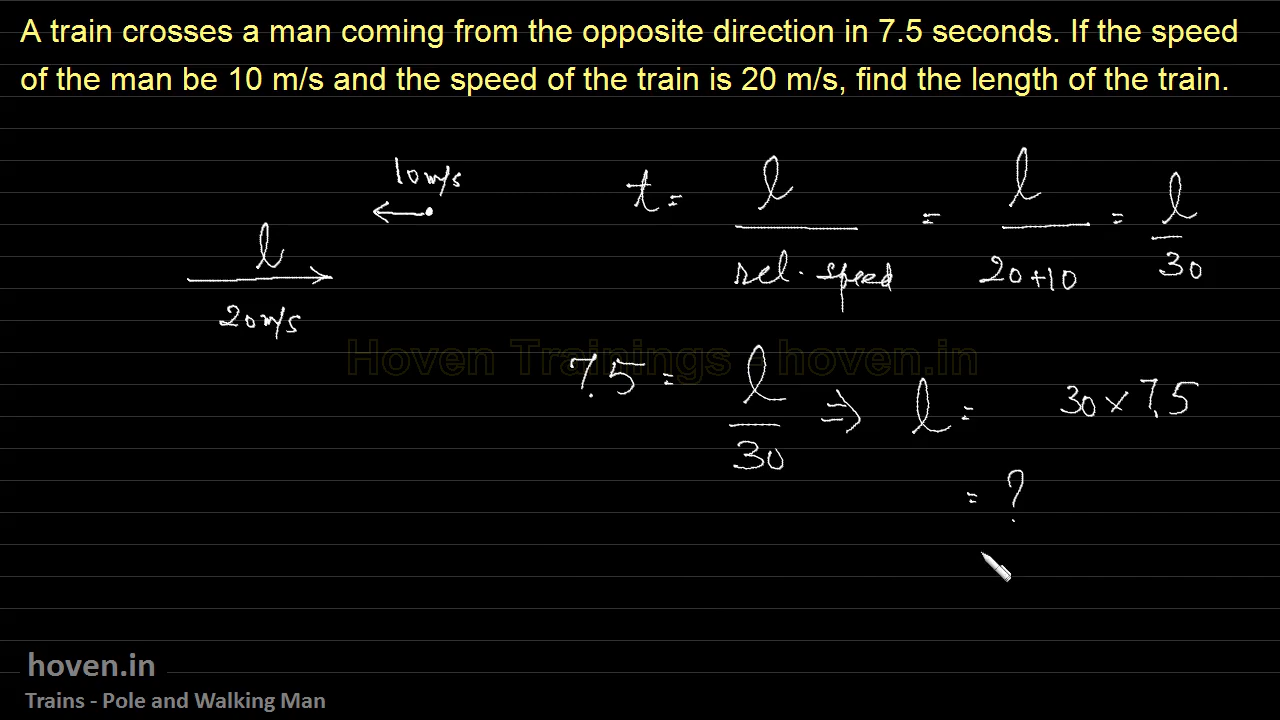 A train crosses a man coming from the opposite direction in 7.5 seconds. If the speed
of the man be 10 m/s and the speed of the train is 20 m/s, find the length of the train.
10 m/s
l
20 m/s
t = l / rel. speed = l / 20+10 = l / 30
Hoven Trainings hoven.in
7.5 = l / 30 ⇒ l = 30 × 7.5
= ?
hoven.in
Trains - Pole and Walking Man